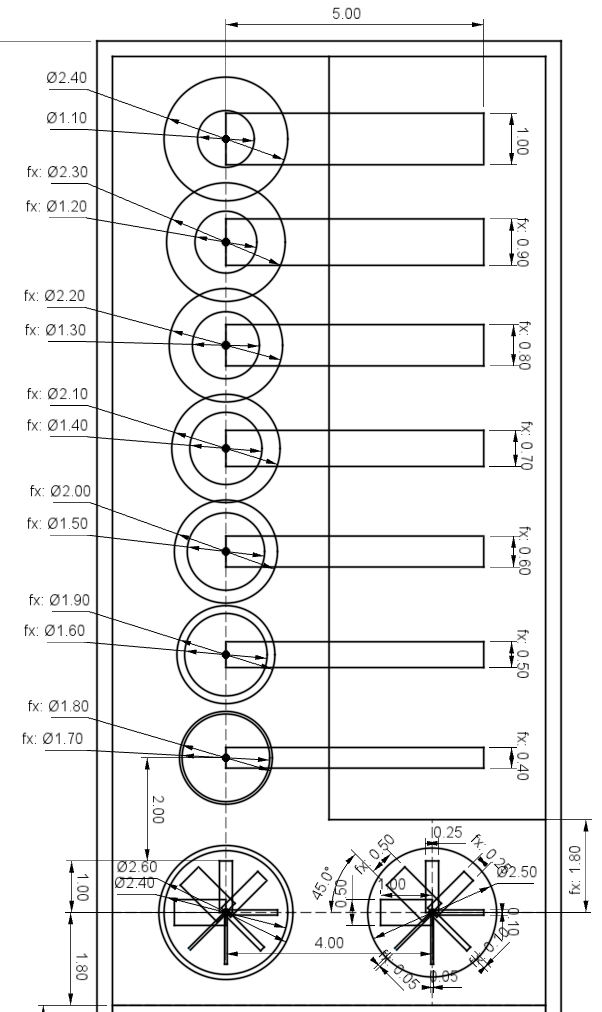 5.00
Ø2.40
Ø1.10
1.00
fx: Ø2.30
fx: Ø1.20
fx: 0.90
fx: Ø2.20
fx: Ø1.30
fx: 0.80
fx: Ø2.10
fx: Ø1.40
fx: 0.70
fx: Ø2.00
fx: Ø1.50
fx: 0.60
fx: Ø1.90
fx: Ø1.60
fx: 0.50
fx: Ø1.80
fx: Ø1.70
fx: 0.40
2.00
0.25
fx: 0.50
fx: 0.25
fx: 1.80
Ø2.60
Ø2.50
Ø2.40
45.0°
1.00
1.00
0.50
0.10
4.00
fx: 0.10
1.80
fx: 0.05
0.05